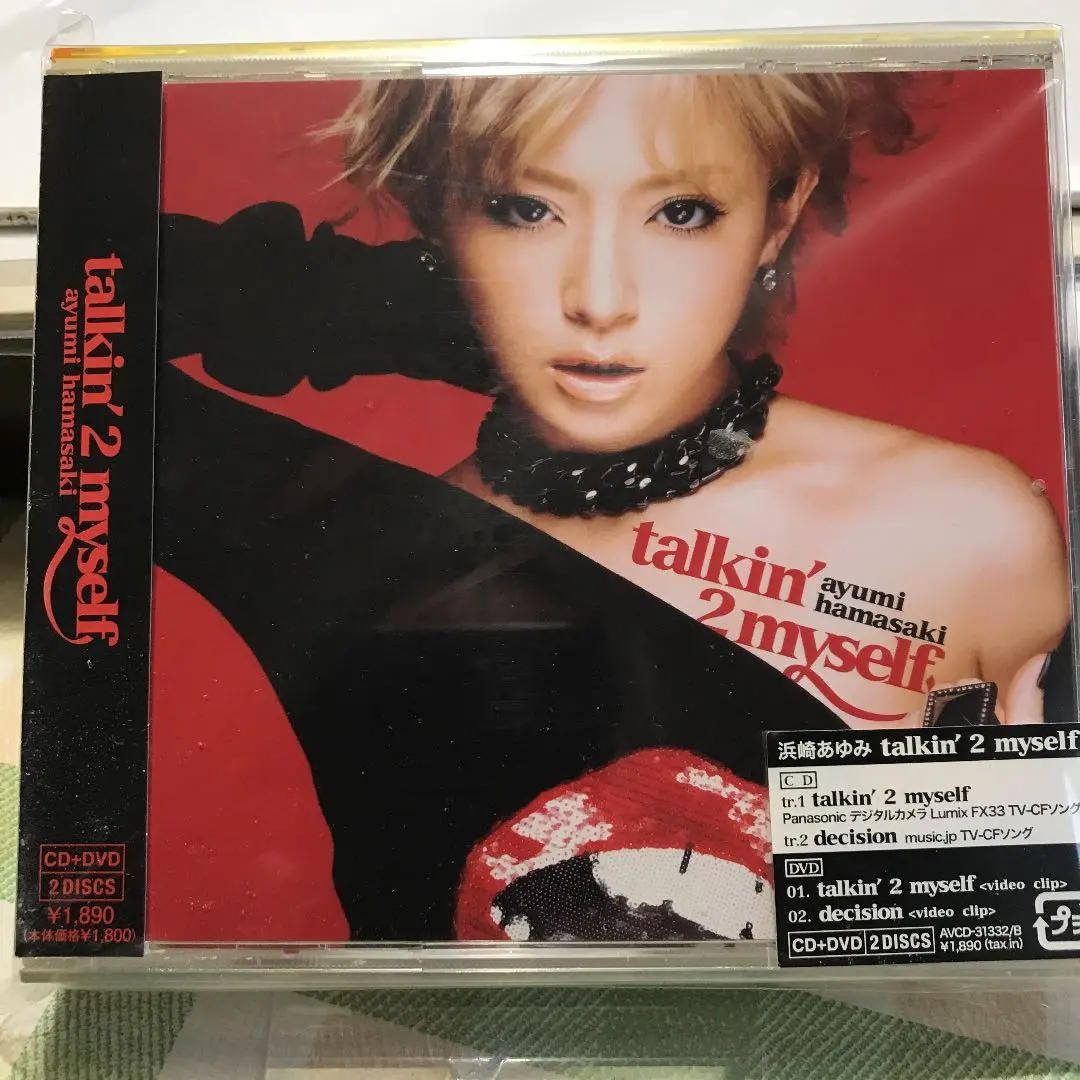 talkin' 2 myself
ayumi hamasaki
CD+DVD
2 DISCS
¥1,890
(本体価格¥1,800)
talkin'
ayumi
hamasaki
2 myself
浜崎あゆみ talkin' 2 myself
CD
tr.1 talkin' 2 myself
Panasonic デジタルカメラ Lumix FX33 TV-CFソング
tr.2 decision music.jp TV-CFソング
DVD
01. talkin' 2 myself <video clip>
02. decision <video clip>
CD+DVD 2 DISCS AVCD-31332/B
¥1,890 (tax in)
プラ